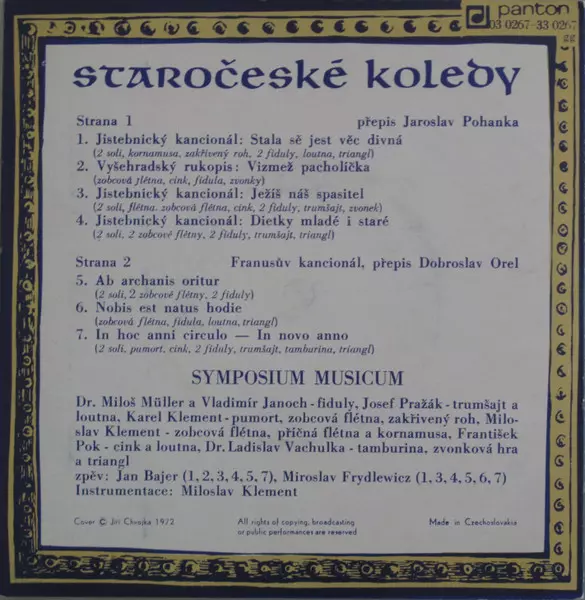 panton
03 0267-33 0267
gg
STAROČESKÉ KOLEDY
Strana 1 přepis Jaroslav Pohanka
1. Jistebnický kancionál: Stala sě jest věc divná
(2 soli, kornamusa, zakřivený roh, 2 fiduly, loutna, triangl)
2. Vyšehradský rukopis: Vizmež pacholíčka
(zobcová flétna, cink, fidula, zvonky)
3. Jistebnický kancionál: Ježíš náš spasitel
(2 soli, flétna, zobcová flétna, cink, 2 fiduly, trumšajt, zvonek)
4. Jistebnický kancionál: Dietky mladé i staré
(2 soli, 2 zobcové flétny, 2 fiduly, trumšajt, triangl)
Strana 2 Franusův kancionál, přepis Dobroslav Orel
5. Ab archanis oritur
(2 soli, 2 zobcové flétny, 2 fiduly)
6. Nobis est natus hodie
(zobcová flétna, fidula, loutna, triangl)
7. In hoc anni circulo — In novo anno
(2 soli, pumort, cink, 2 fiduly, trumšajt, tamburina, triangl)
SYMPOSIUM MUSICUM
Dr. Miloš Müller a Vladimír Janoch - fiduly, Josef Pražák - trumšajt a
loutna, Karel Klement - pumort, zobcová flétna, zakřivený roh, Milo-
slav Klement - zobcová flétna, příčná flétna a kornamusa, František
Pok - cink a loutna, Dr. Ladislav Vachulka - tamburina, zvonková hra
a triangl
zpěv: Jan Bajer (1, 2, 3, 4, 5, 7), Miroslav Frydlewicz (1, 3, 4, 5, 6, 7)
Instrumentace: Miloslav Klement
Cover © Jiří Chvojka 1972 All rights of copying, broadcasting Made in Czechoslovakia
or public performances are reserved